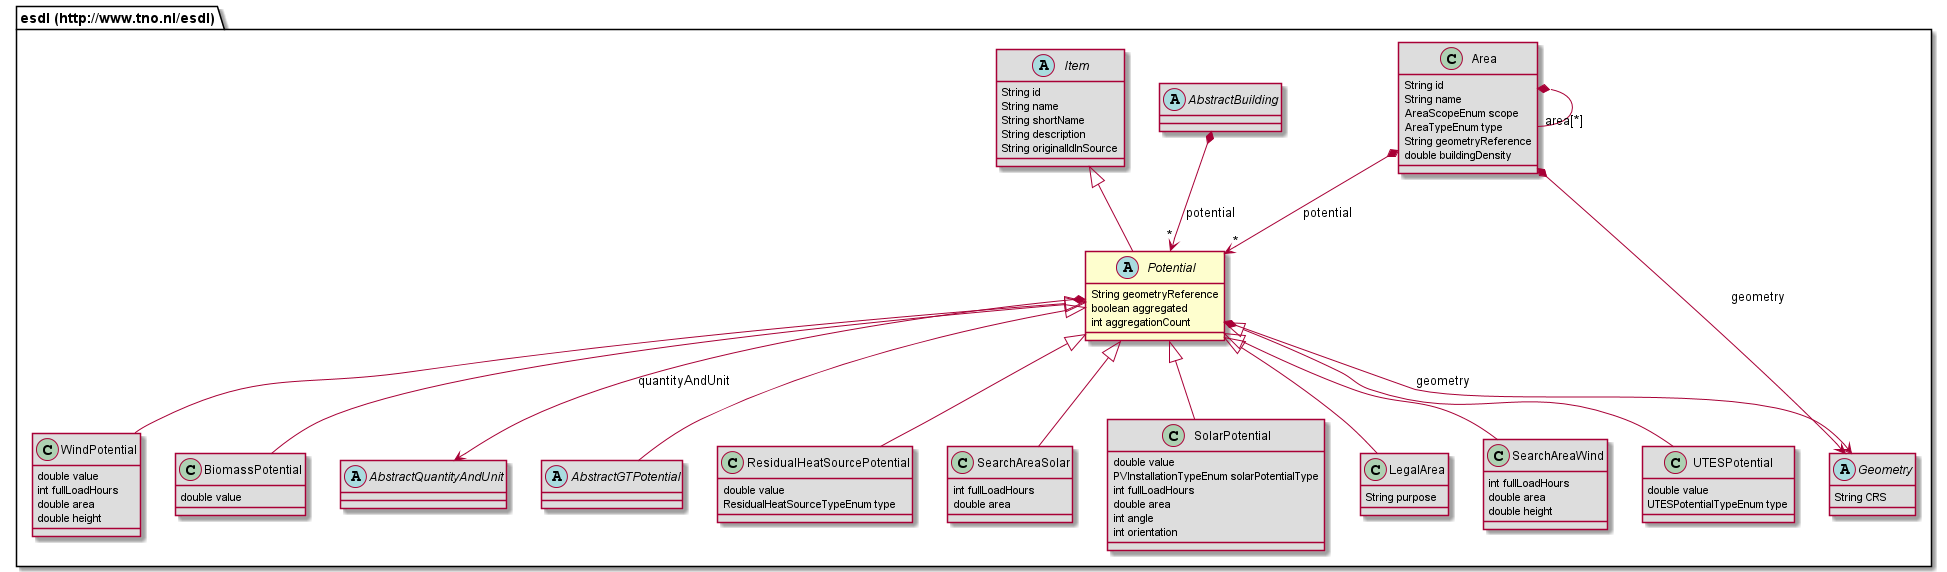 esdl (http://www.tno.nl/esdl)
A Item
String id
String name
String shortName
String description
String originalIdInSource
A AbstractBuilding
C Area
String id
String name
AreaScopeEnum scope
AreaTypeEnum type
String geometryReference
double buildingDensity
area[*]
potential
*
potential
*
A Potential
String geometryReference
boolean aggregated
int aggregationCount
geometry
quantityAndUnit
geometry
C WindPotential
double value
int fullLoadHours
double area
double height
C BiomassPotential
double value
A AbstractQuantityAndUnit
A AbstractGTPotential
C ResidualHeatSourcePotential
double value
ResidualHeatSourceTypeEnum type
C SearchAreaSolar
int fullLoadHours
double area
C SolarPotential
double value
PVInstallationTypeEnum solarPotentialType
int fullLoadHours
double area
int angle
int orientation
C LegalArea
String purpose
C SearchAreaWind
int fullLoadHours
double area
double height
C UTESPotential
double value
UTESPotentialTypeEnum type
A Geometry
String CRS